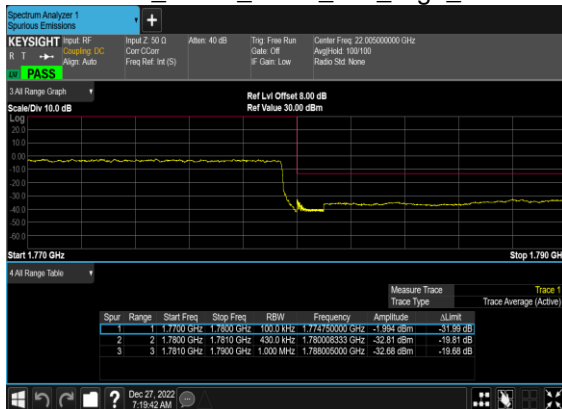 Spectrum Analyzer 1
Spurious Emissions
KEYSIGHT Input: RF Input Z: 50 Ω Atten: 40 dB Trig: Free Run Center Freq: 22.005000000 GHz
R T Coupling: DC Corr CCorr Gate: Off Avg|Hold: 100/100
Align: Auto Freq Ref: Int (S) IF Gain: Low Radio Std: None
PASS
3 All Range Graph
Ref Lvl Offset 8.00 dB
Scale/Div 10.0 dB Ref Value 30.00 dBm
Log
20.0
10.0
0.00
-10.0
-20.0
-30.0
-40.0
-50.0
-60.0
Start 1.770 GHz Stop 1.790 GHz
4 All Range Table
Measure Trace Trace 1
Trace Type Trace Average (Active)
Spur Range Start Freq Stop Freq RBW Frequency Amplitude ΔLimit
1 1 1.7700 GHz 1.7800 GHz 100.0 kHz 1.774750000 GHz -1.994 dBm -31.99 dB
2 2 1.7800 GHz 1.7810 GHz 430.0 kHz 1.780008333 GHz -32.81 dBm -19.81 dB
3 3 1.7810 GHz 1.7900 GHz 1.000 MHz 1.788005000 GHz -32.68 dBm -19.68 dB
? Dec 27, 2022
7:19:42 AM